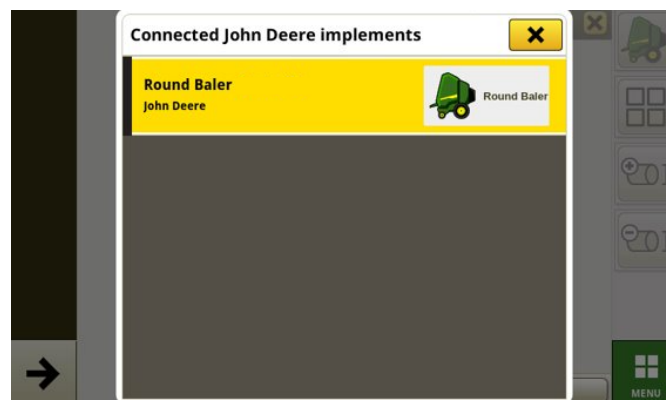 Connected John Deere implements
Round Baler
John Deere
Round Baler
MENU